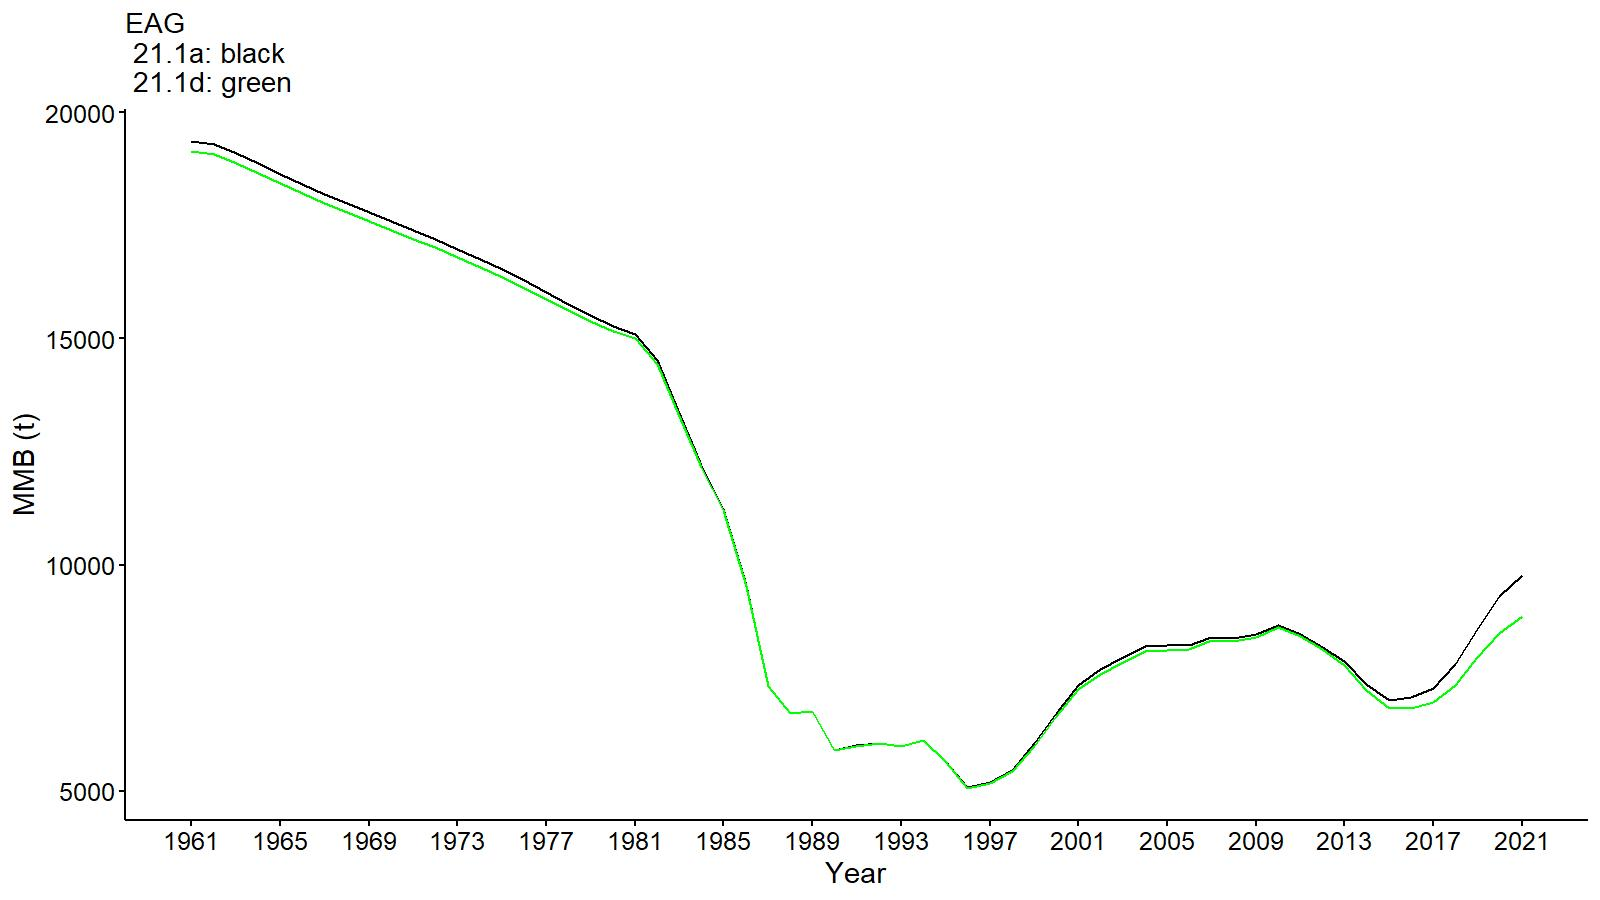 EAG
21.1a: black
21.1d: green
20000
15000
10000
5000
MMB (t)
1961 1965 1969 1973 1977 1981 1985 1989 1993 1997 2001 2005 2009 2013 2017 2021
Year